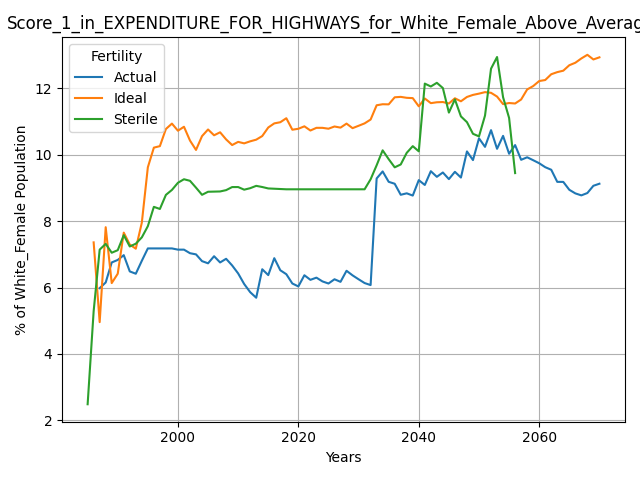 Score_1_in_EXPENDITURE_FOR_HIGHWAYS_for_White_Female_Above_Averag
Fertility
Actual
Ideal
Sterile
12
10
8
6
4
2
% of White_Female Population
2000 2020 2040 2060
Years